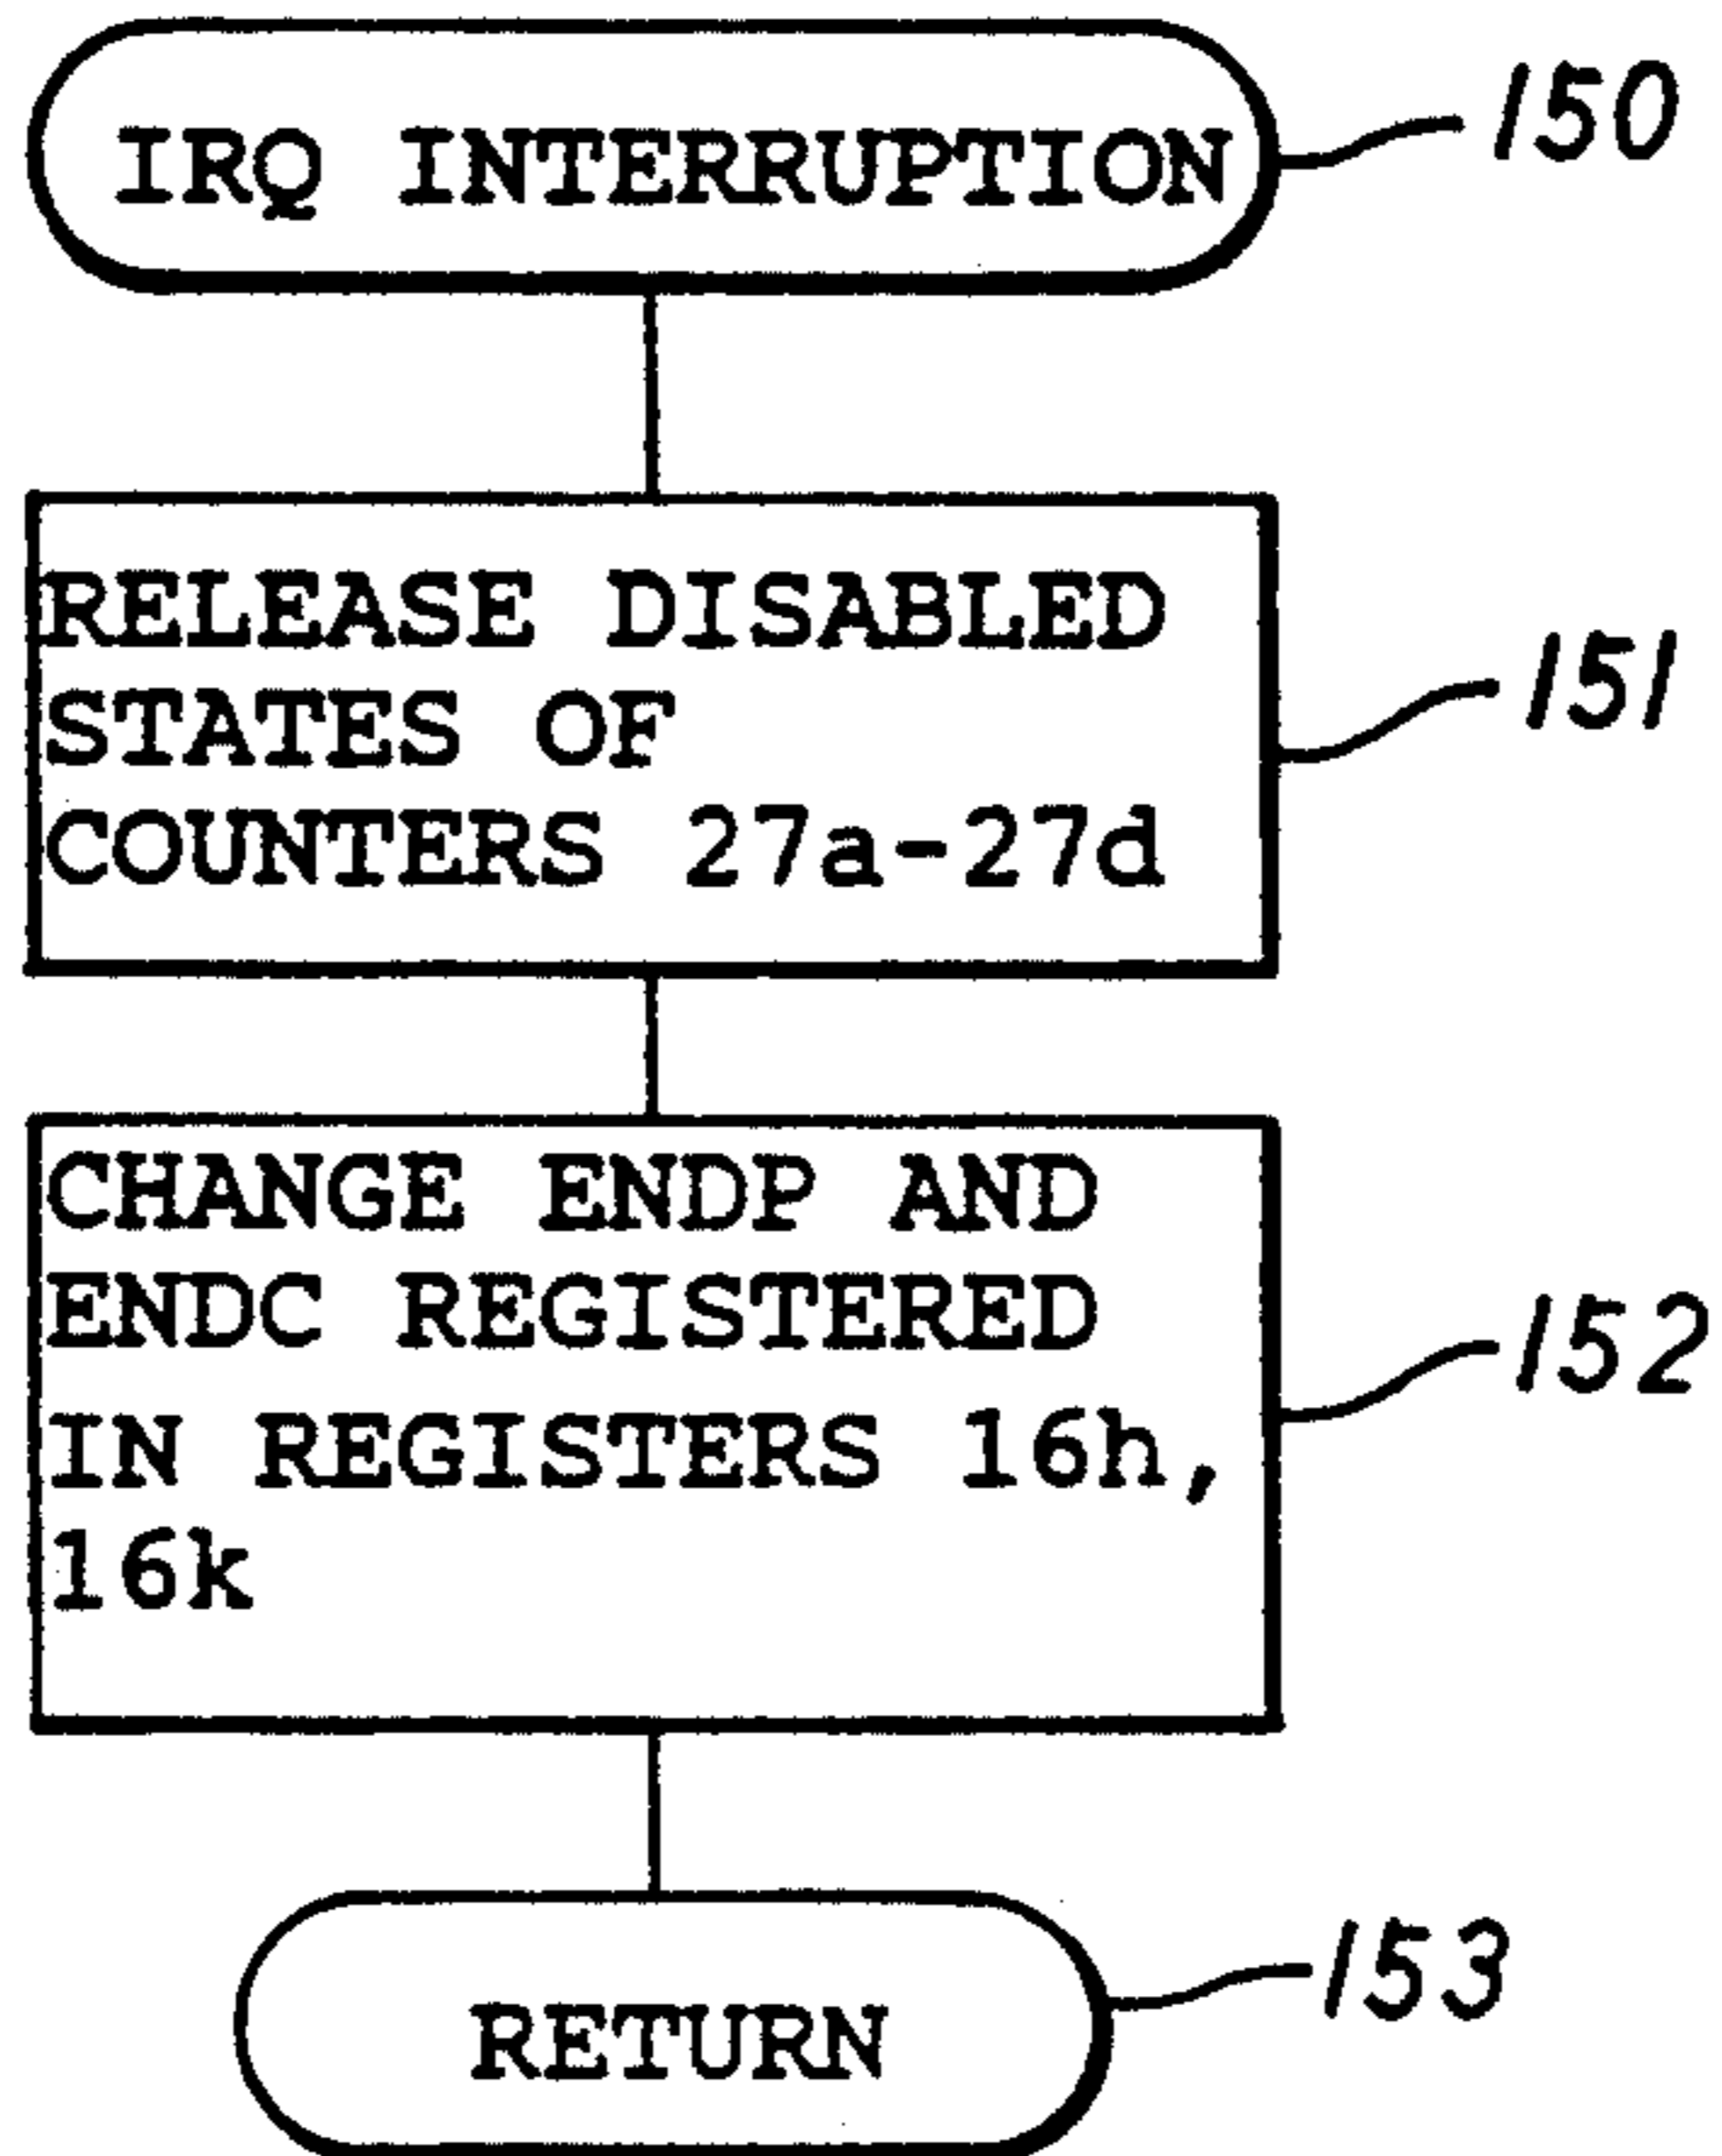 IRQ INTERRUPTION
150
RELEASE DISABLED
STATES OF
COUNTERS 27a-27d
151
CHANGE ENDP AND
ENDC REGISTERED
IN REGISTERS 16h,
16k
152
RETURN
153